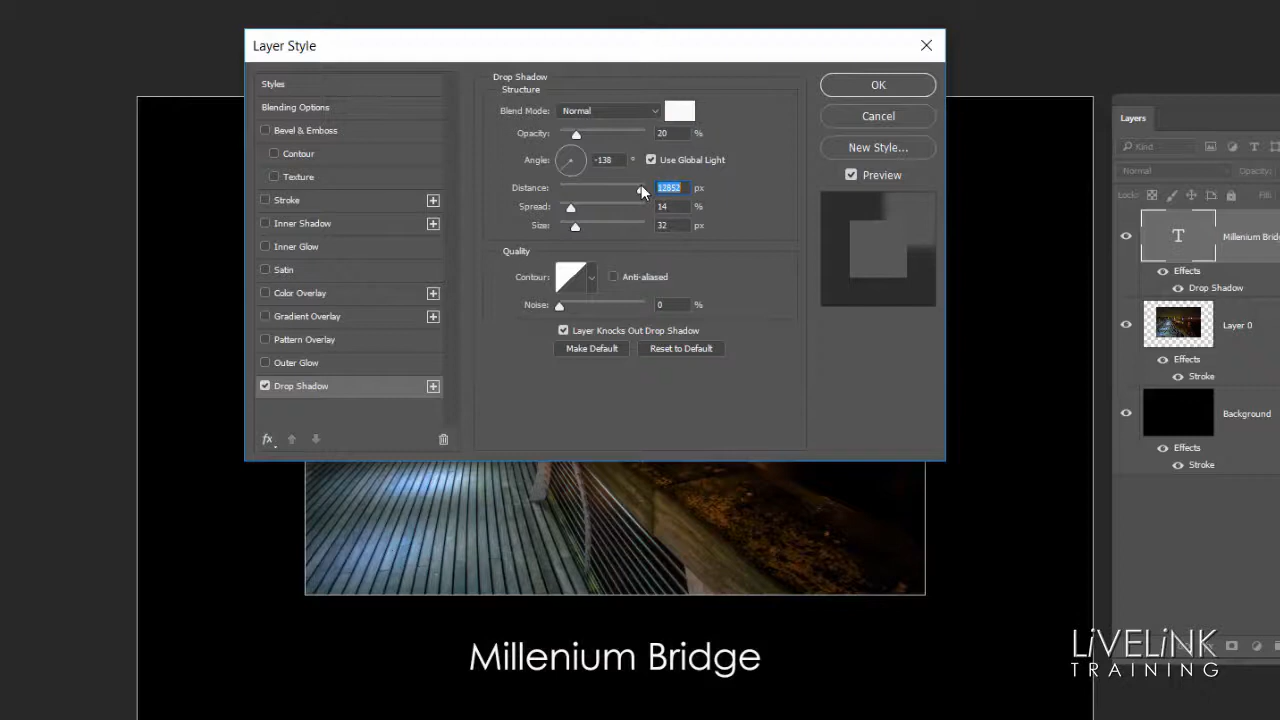 Layer Style
Styles
Blending Options
Bevel & Emboss
Contour
Texture
Stroke
Inner Shadow
Inner Glow
Satin
Color Overlay
Gradient Overlay
Pattern Overlay
Outer Glow
Drop Shadow
fx
Drop Shadow
Structure
Blend Mode: Normal
Opacity: 20 %
Angle: -138 ° Use Global Light
Distance: 12852 px
Spread: 14 %
Size: 32 px
Quality
Contour: Anti-aliased
Noise: 0 %
Layer Knocks Out Drop Shadow
Make Default Reset to Default
OK
Cancel
New Style...
Preview
Layers
Kind
Normal Opacity:
Lock:
T Millenium Bridg
Effects
Drop Shadow
Layer 0
Effects
Stroke
Background
Effects
Stroke
Millenium Bridge
LiVELiNK
TRAINING